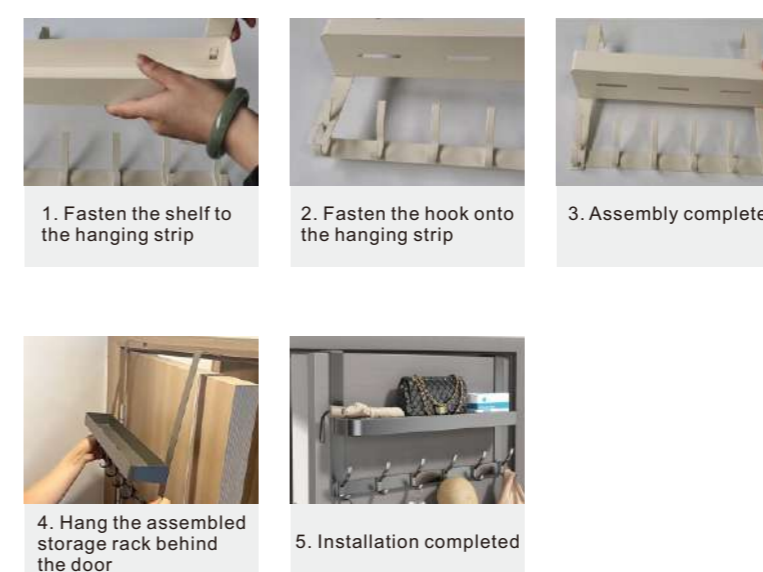 1. Fasten the shelf to
the hanging strip
2. Fasten the hook onto
the hanging strip
3. Assembly complete
4. Hang the assembled
storage rack behind
the door
5. Installation completed